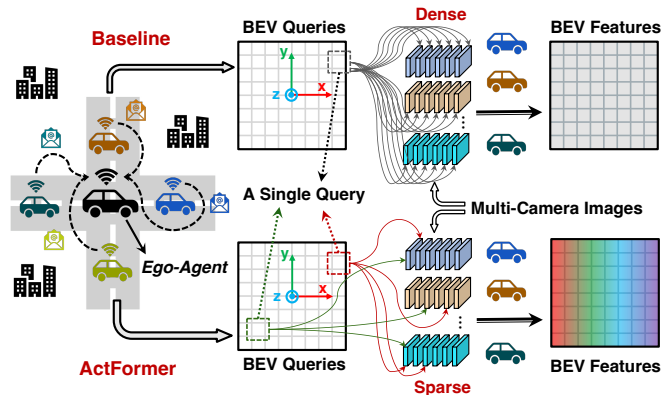 Baseline
BEV Queries
Dense
BEV Features
y
z
x
A Single Query
Multi-Camera Images
Ego-Agent
y
z
x
ActFormer
BEV Queries
Sparse
BEV Features